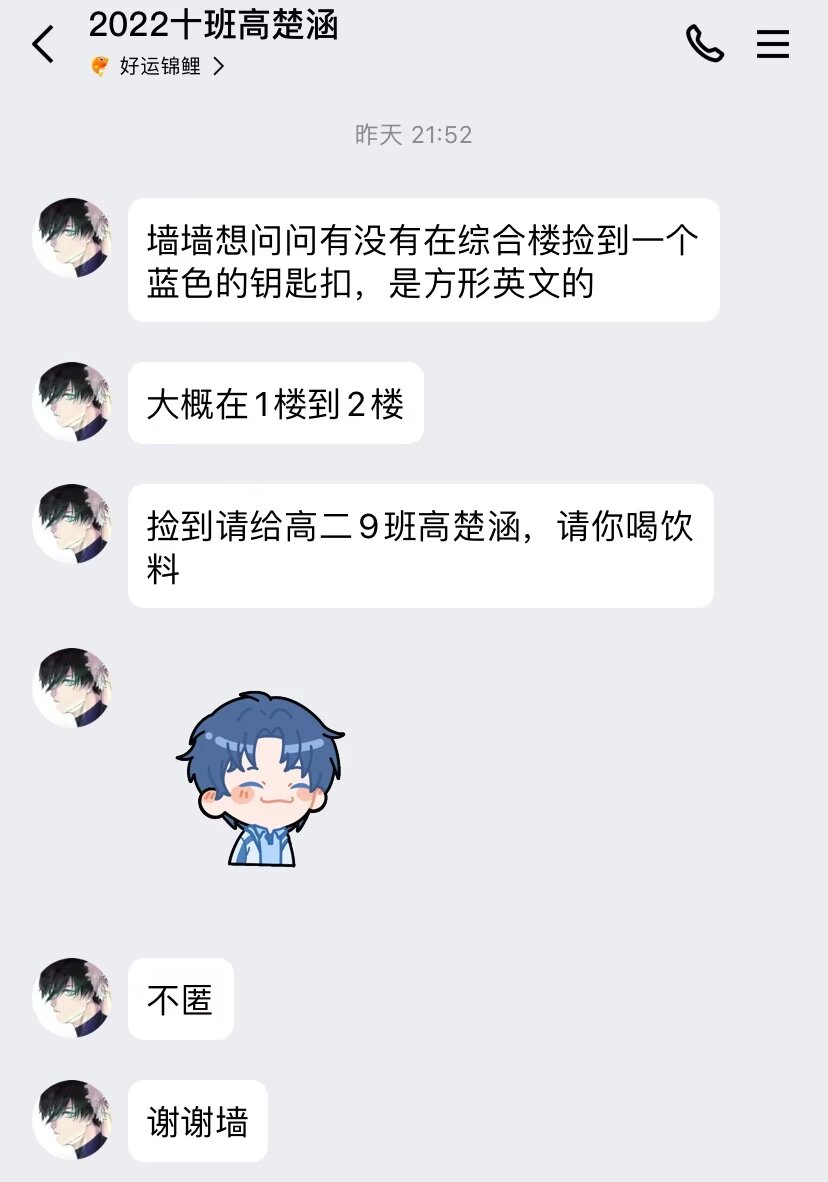 2022十班高楚涵
好运锦鲤
昨天 21:52
墙墙想问问有没有在综合楼捡到一个
蓝色的钥匙扣，是方形英文的
大概在1楼到2楼
捡到请给高二9班高楚涵，请你喝饮
料
不匿
谢谢墙